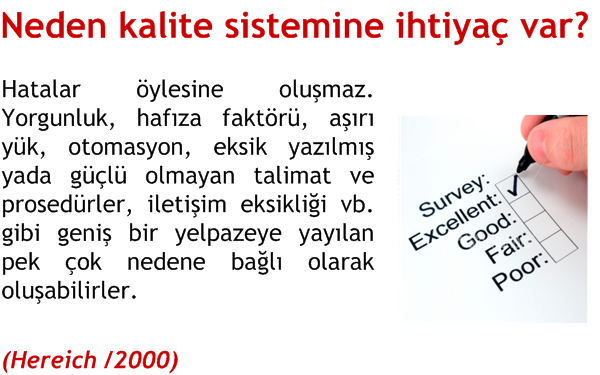 Neden kalite sistemine ihtiyaç var?
Hatalar öylesine oluşmaz.
Yorgunluk, hafıza faktörü, aşırı
yük, otomasyon, eksik yazılmış
yada güçlü olmayan talimat ve
prosedürler, iletişim eksikliği vb.
gibi geniş bir yelpazeye yayılan
pek çok nedene bağlı olarak
oluşabilirler.
(Hereich /2000)
Survey:
Excellent:
Good:
Fair:
Poor: